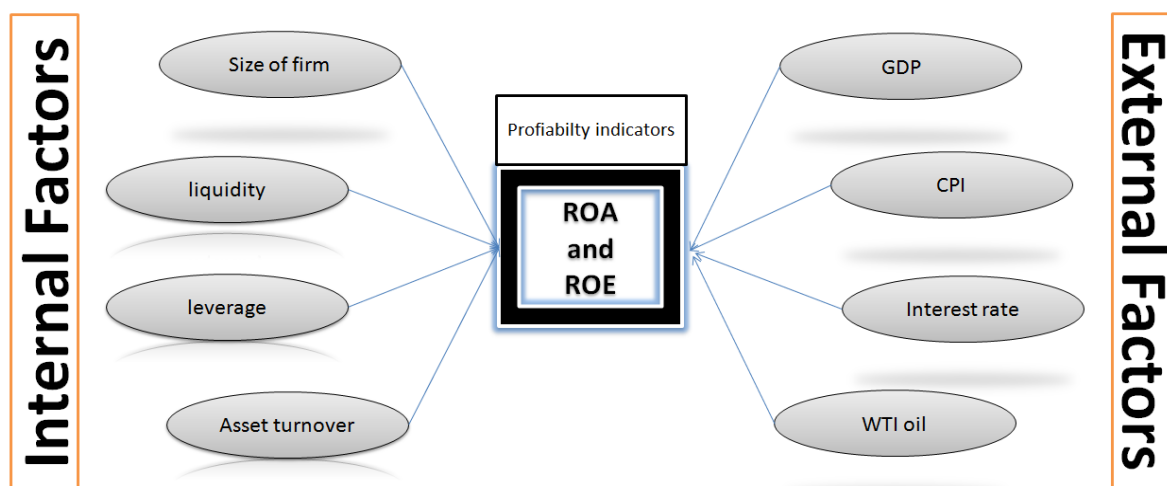 Internal Factors
Size of firm
liquidity
leverage
Asset turnover
Profiabilty indicators
ROA
and
ROE
GDP
CPI
Interest rate
WTI oil
External Factors